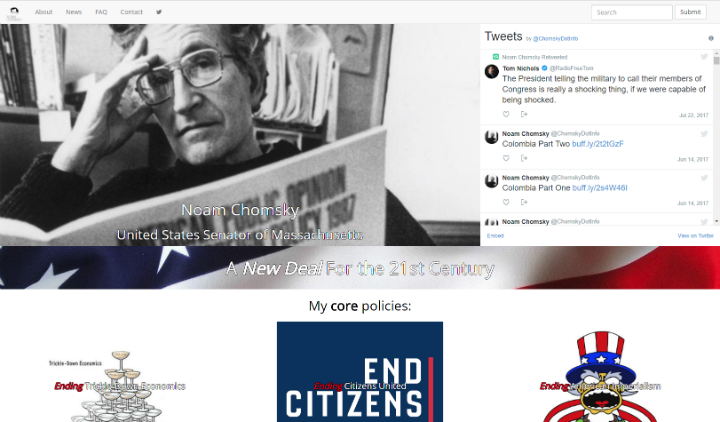 About News FAQ Contact Search Submit
Tweets by @ChomskyDotInfo
Noam Chomsky Retweeted
Tom Nichols @RadioFreeTom
The President telling the military to call their members of
Congress is really a shocking thing, if we were capable of
being shocked.
Jul 22, 2017
Noam Chomsky @ChomskyDotInfo
Colombia Part Two buff.ly/2t2tGzF
Jun 14, 2017
Noam Chomsky @ChomskyDotInfo
Colombia Part One buff.ly/2s4W46I
Jun 14, 2017
Noam Chomsky @ChomskyDotInfo
Embed View on Twitter
OPINION
Noam Chomsky
United States Senator of Massachusetts
A New Deal For the 21st Century
My core policies:
Trickle-Down Economics
Ending Trickle-Down Economics
END
Ending Citizens United
CITIZENS
Ending